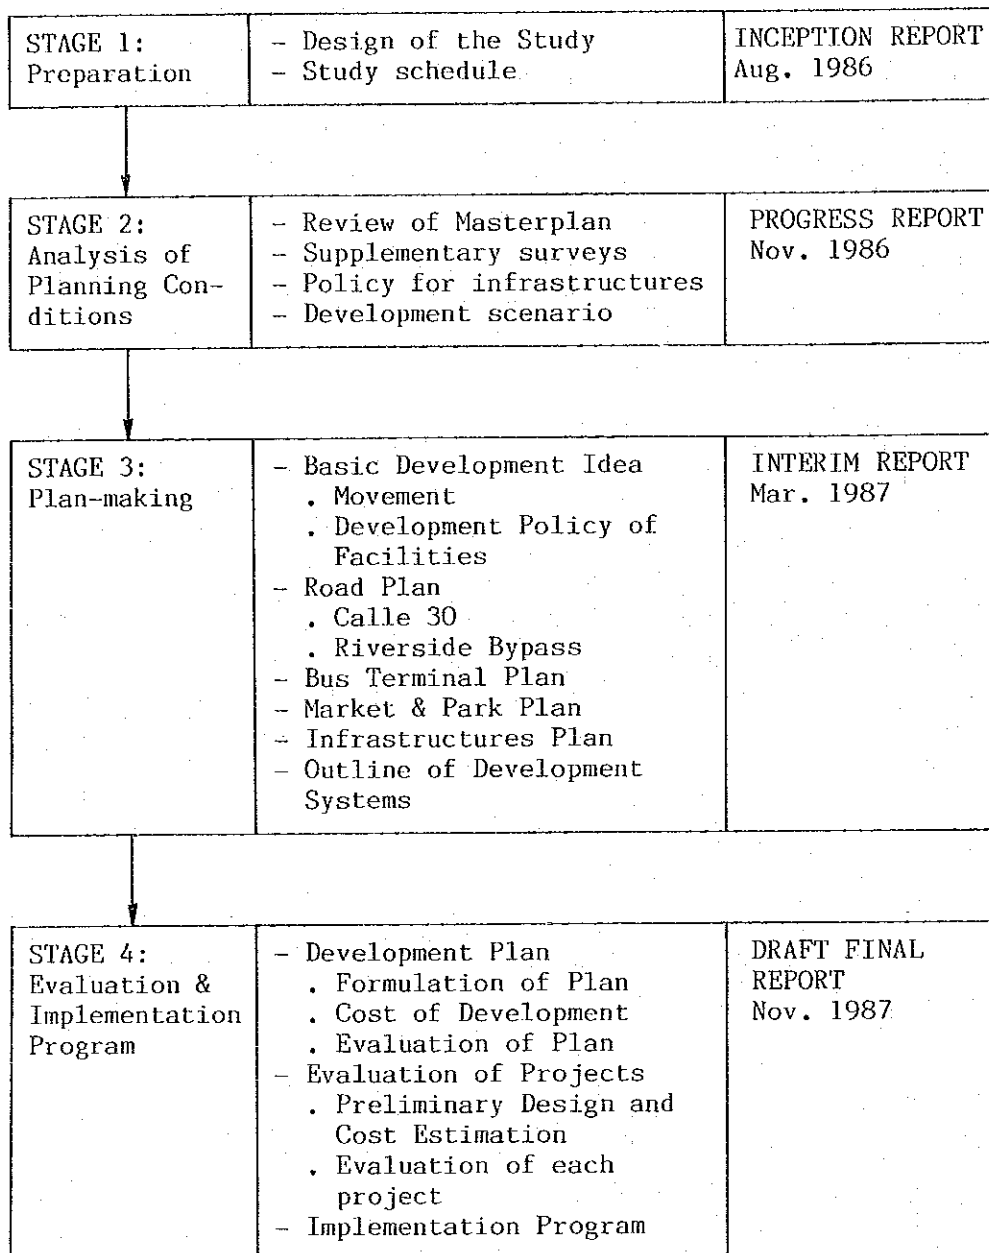 STAGE 1:
Preparation
- Design of the Study
- Study schedule
INCEPTION REPORT
Aug. 1986
STAGE 2:
Analysis of
Planning Con-
ditions
- Review of Masterplan
- Supplementary surveys
- Policy for infrastructures
- Development scenario
PROGRESS REPORT
Nov. 1986
STAGE 3:
Plan-making
- Basic Development Idea
. Movement
. Development Policy of
Facilities
- Road Plan
. Calle 30
. Riverside Bypass
- Bus Terminal Plan
- Market & Park Plan
- Infrastructures Plan
- Outline of Development
Systems
INTERIM REPORT
Mar. 1987
STAGE 4:
Evaluation &
Implementation
Program
- Development Plan
. Formulation of Plan
. Cost of Development
. Evaluation of Plan
- Evaluation of Projects
. Preliminary Design and
Cost Estimation
. Evaluation of each
project
- Implementation Program
DRAFT FINAL
REPORT
Nov. 1987